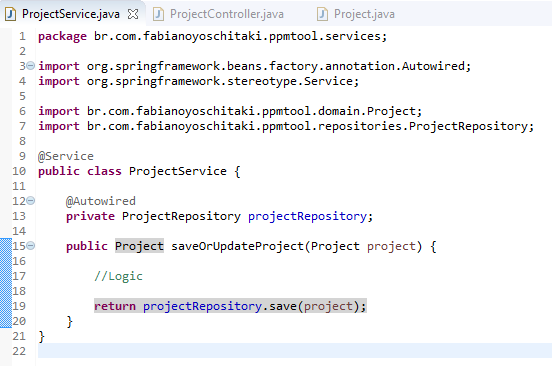 ProjectService.java ProjectController.java Project.java
1 package br.com.fabianoyoschitaki.ppmtool.services;
2
3 import org.springframework.beans.factory.annotation.Autowired;
4 import org.springframework.stereotype.Service;
5
6 import br.com.fabianoyoschitaki.ppmtool.domain.Project;
7 import br.com.fabianoyoschitaki.ppmtool.repositories.ProjectRepository;
8
9 @Service
10 public class ProjectService {
11
12 @Autowired
13 private ProjectRepository projectRepository;
14
15 public Project saveOrUpdateProject(Project project) {
16
17 //Logic
18
19 return projectRepository.save(project);
20 }
21 }
22